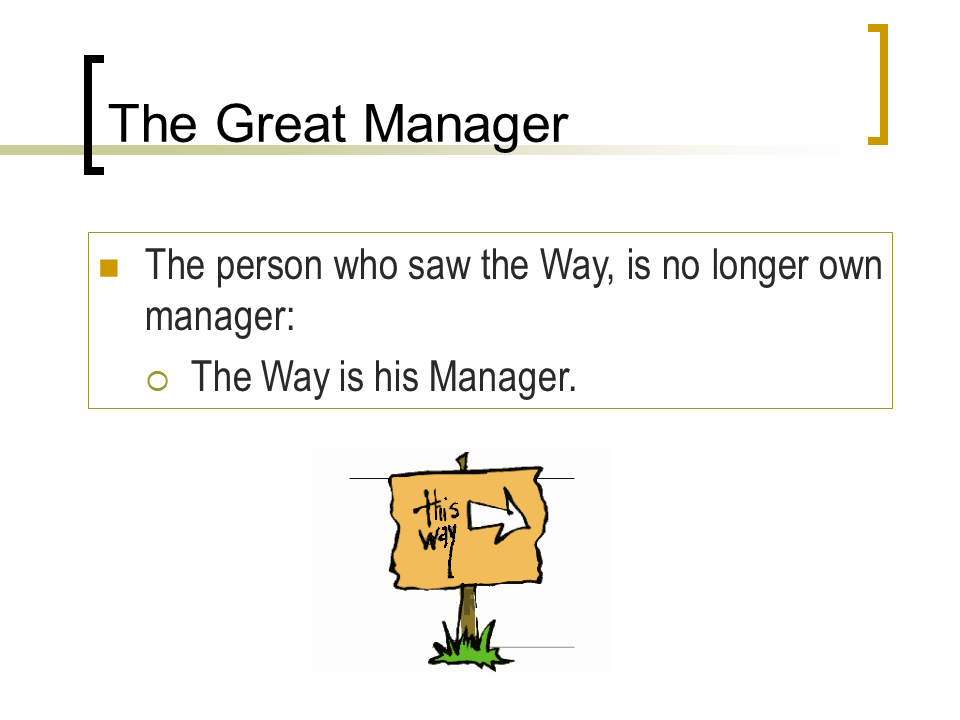 The Great Manager
The person who saw the Way, is no longer own
manager:
The Way is his Manager.
this
way